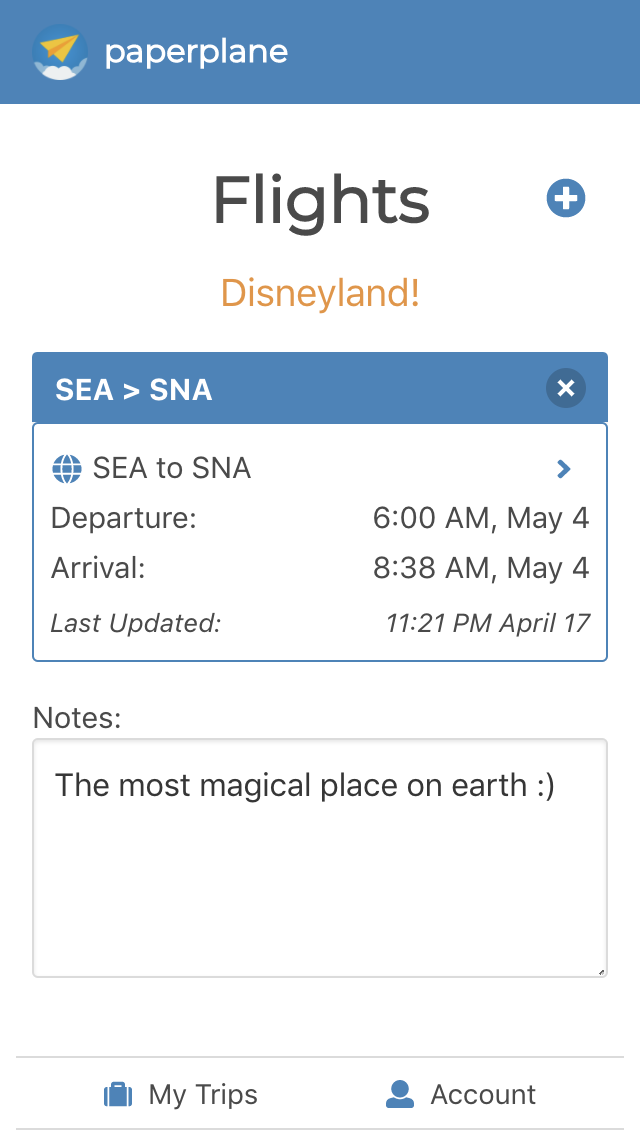 paperplane
Flights
Disneyland!
SEA > SNA
SEA to SNA
Departure: 6:00 AM, May 4
Arrival: 8:38 AM, May 4
Last Updated: 11:21 PM April 17
Notes:
The most magical place on earth :)
My Trips Account